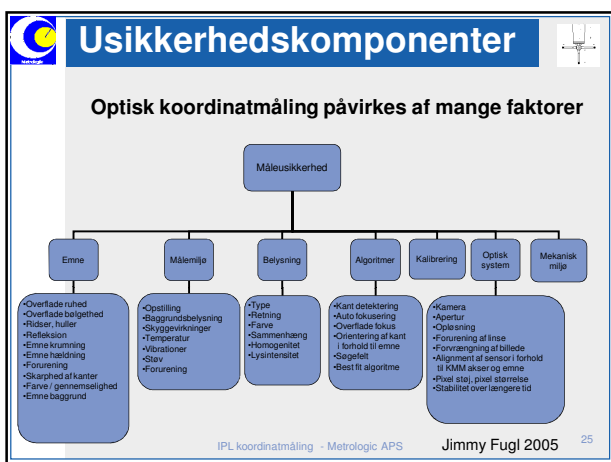 Usikkerhedskomponenter
Metrologic
Optisk koordinatmåling påvirkes af mange faktorer
Måleusikkerhed
Emne
Målemiljø
Belysning
Algoritmer
Kalibrering
Optisk
system
Mekanisk
miljø
•Overflade ruhed
•Overflade bølgethed
•Ridser, huller
•Refleksion
•Emne krumning
•Emne hældning
•Forurening
•Skarphed af kanter
•Farve / gennemselighed
•Emne baggrund
•Opstilling
•Baggrundsbelysning
•Skyggevirkninger
•Temperatur
•Vibrationer
•Støv
•Forurening
•Type
•Retning
•Farve
•Sammenhæng
•Homogenitet
•Lysintensitet
•Kant detektering
•Auto fokusering
•Overflade fokus
•Orientering af kant
i forhold til emne
•Søgefelt
•Best fit algoritme
•Kamera
•Apertur
•Opløsning
•Forurening af linse
•Forvrængning af billede
•Alignment af sensor i forhold
til KMM akser og emne
•Pixel støj, pixel størrelse
•Stabilitet over længere tid
IPL koordinatmåling - Metrologic APS
Jimmy Fugl 2005
25